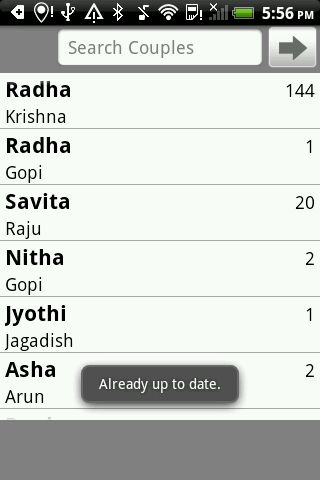 5:56 PM
Search Couples
Radha 144
Krishna
Radha 1
Gopi
Savita 20
Raju
Nitha 2
Gopi
Jyothi 1
Jagadish
Asha 2
Arun
Already up to date.